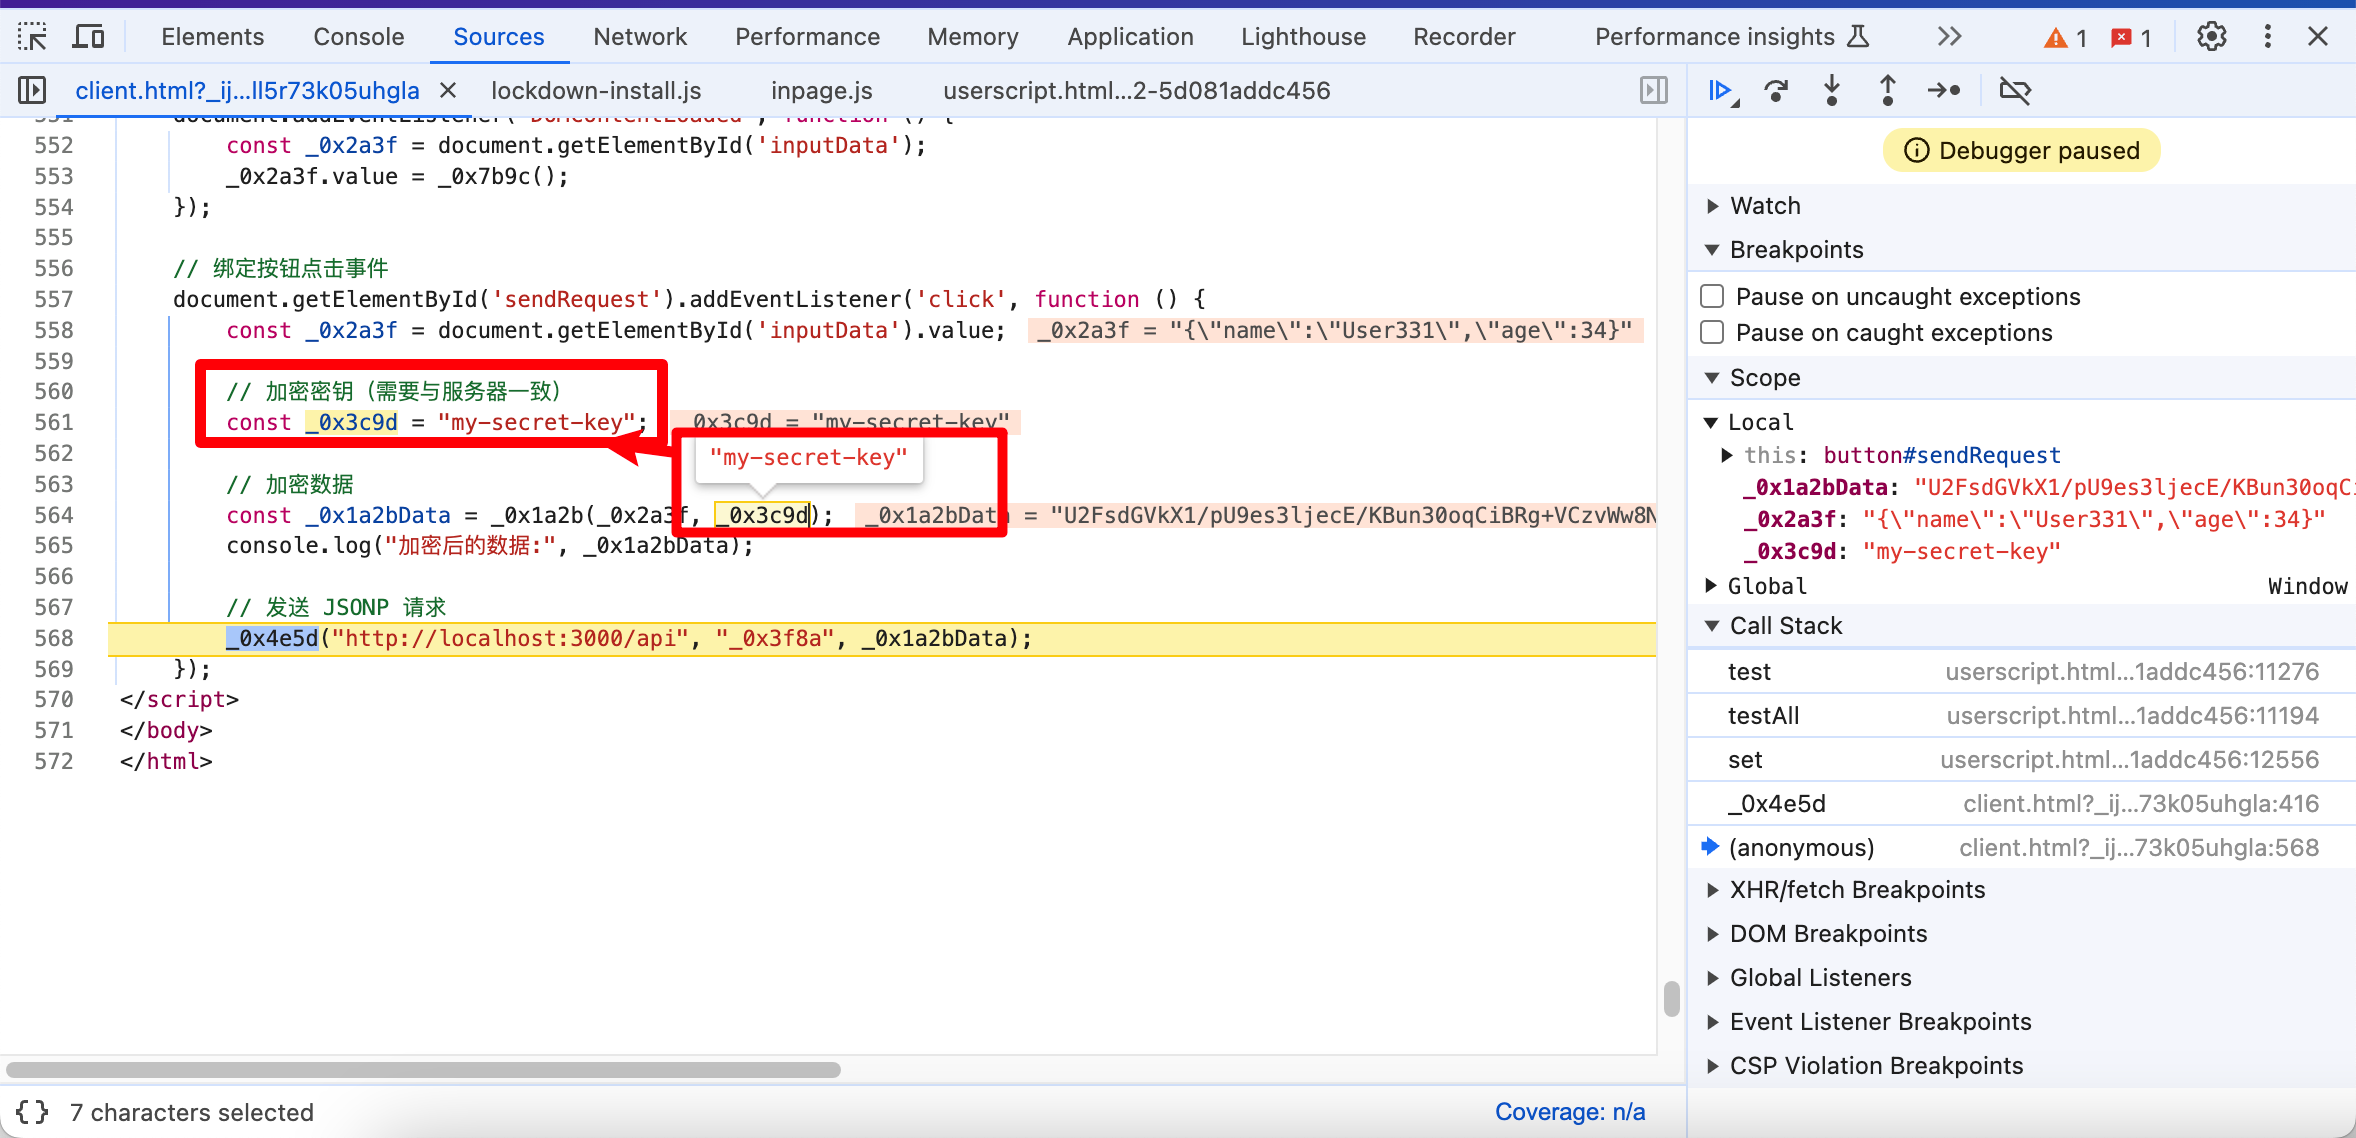 Elements Console Sources Network Performance Memory Application Lighthouse Recorder Performance insights 1 1
client.html?_ij...ll5r73k05uhgla lockdown-install.js inpage.js userscript.html...2-5d081addc456
551 document.addEventListener('DOMContentLoaded', function () {
552 const _0x2a3f = document.getElementById('inputData');
553 _0x2a3f.value = _0x7b9c();
554 });
555
556 // 绑定按钮点击事件
557 document.getElementById('sendRequest').addEventListener('click', function () {
558 const _0x2a3f = document.getElementById('inputData').value; _0x2a3f = "{\"name\":\"User331\",\"age\":34}"
559
560 // 加密密钥（需要与服务器一致）
561 const _0x3c9d = "my-secret-key"; _0x3c9d = "my-secret-key"
562 "my-secret-key"
563 // 加密数据
564 const _0x1a2bData = _0x1a2b(_0x2a3f, _0x3c9d); _0x1a2bData = "U2FsdGVkX1/pU9es3ljecE/KBun30oqCiBRg+VCzvWw8N
565 console.log("加密后的数据:", _0x1a2bData);
566
567 // 发送 JSONP 请求
568 _0x4e5d("http://localhost:3000/api", "_0x3f8a", _0x1a2bData);
569 });
570 </script>
571 </body>
572 </html>
{} 7 characters selected Coverage: n/a
Debugger paused
Watch
Breakpoints
Pause on uncaught exceptions
Pause on caught exceptions
Scope
Local
this: button#sendRequest
_0x1a2bData: "U2FsdGVkX1/pU9es3ljecE/KBun30oqCi
_0x2a3f: "{\"name\":\"User331\",\"age\":34}"
_0x3c9d: "my-secret-key"
Global Window
Call Stack
test userscript.html...1addc456:11276
testAll userscript.html...1addc456:11194
set userscript.html...1addc456:12556
_0x4e5d client.html?_ij...73k05uhgla:416
(anonymous) client.html?_ij...73k05uhgla:568
XHR/fetch Breakpoints
DOM Breakpoints
Global Listeners
Event Listener Breakpoints
CSP Violation Breakpoints